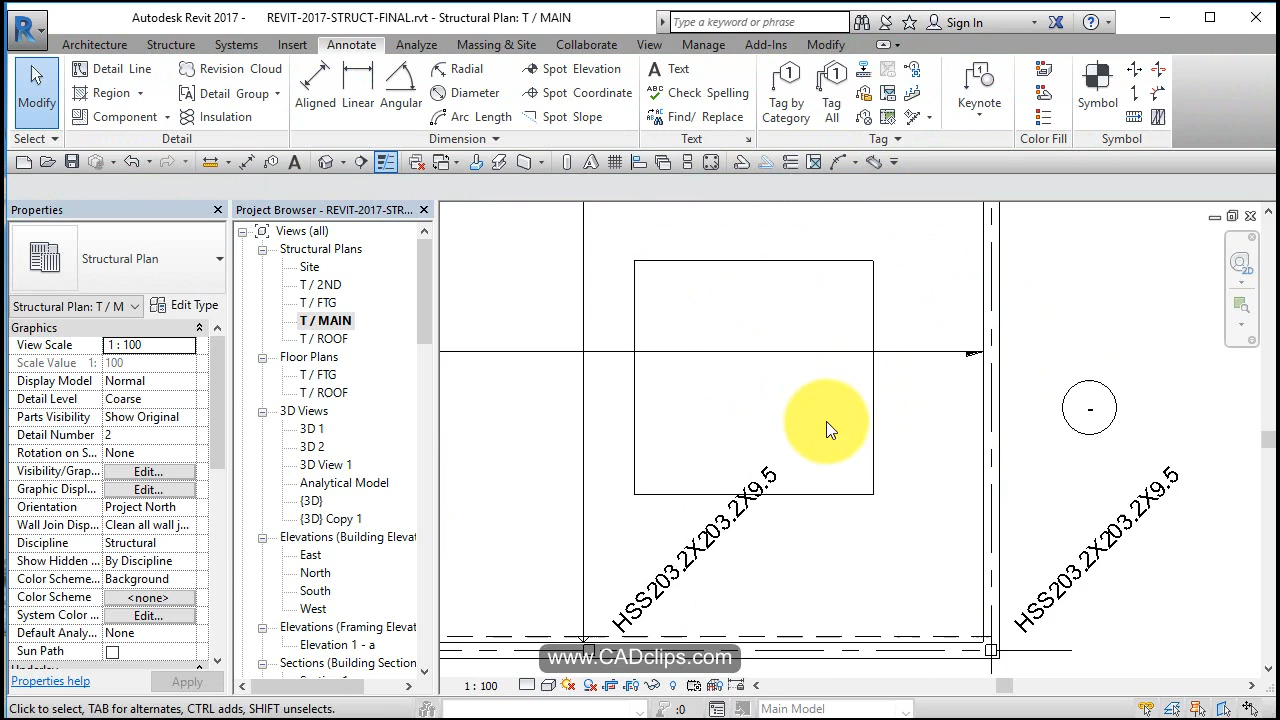 Autodesk Revit 2017 - REVIT-2017-STRUCT-FINAL.rvt - Structural Plan: T / MAIN
Type a keyword or phrase
Sign In
Architecture Structure Systems Insert Annotate Analyze Massing & Site Collaborate View Manage Add-Ins Modify
Modify
Select
Detail Line
Region
Component
Revision Cloud
Detail Group
Insulation
Detail
Aligned
Linear
Angular
Radial
Diameter
Arc Length
Spot Elevation
Spot Coordinate
Spot Slope
Dimension
Text
Check Spelling
Find/ Replace
Text
Tag by
Category
Tag
All
Tag
Keynote
Color Fill
Symbol
Symbol
Properties
Structural Plan
Structural Plan: T / M
Edit Type
Graphics
View Scale 1 : 100
Scale Value 1: 100
Display Model Normal
Detail Level Coarse
Parts Visibility Show Original
Detail Number 2
Rotation on S... None
Visibility/Grap... Edit...
Graphic Displ... Edit...
Orientation Project North
Wall Join Disp... Clean all wall j...
Discipline Structural
Show Hidden ... By Discipline
Color Scheme... Background
Color Scheme <none>
System Color ... Edit...
Default Analy... None
Sun Path
Underlay
Properties help
Apply
Project Browser - REVIT-2017-STR...
Views (all)
Structural Plans
Site
T / 2ND
T / FTG
T / MAIN
T / ROOF
Floor Plans
T / FTG
T / ROOF
3D Views
3D 1
3D 2
3D View 1
Analytical Model
{3D}
{3D} Copy 1
Elevations (Building Elevat
East
North
South
West
Elevations (Framing Elevat
Elevation 1 - a
Sections (Building Section
HSS203.2X203.2X9.5
HSS203.2X203.2X9.5
-
2D
www.CADclips.com
1 : 100
Click to select, TAB for alternates, CTRL adds, SHIFT unselects.
:0
Main Model